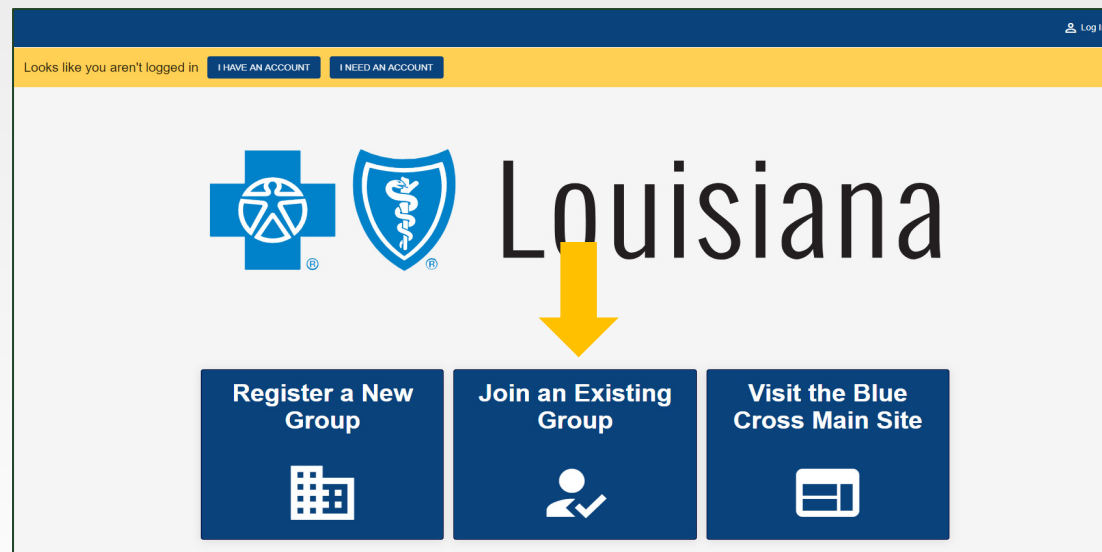 Log I
Looks like you aren't logged in
I HAVE AN ACCOUNT
I NEED AN ACCOUNT
® ® Louisiana
Register a New
Group
Join an Existing
Group
Visit the Blue
Cross Main Site